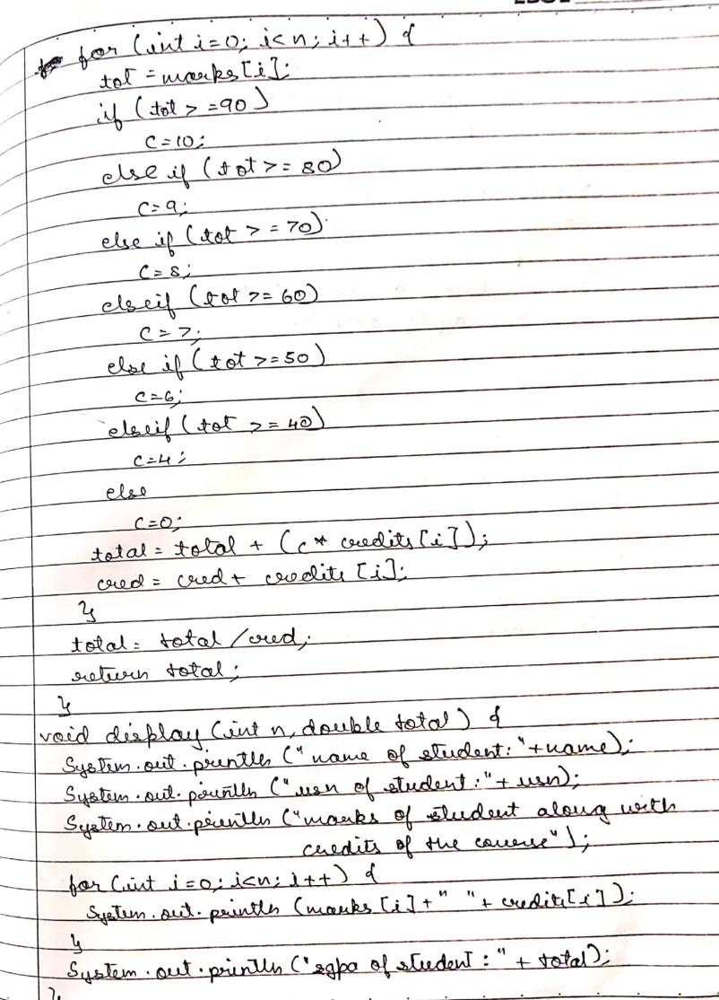 for (int i=0; i<n; i++) {
tot = marks[i];
if (tot >=90)
c=10;
else if (tot >= 80)
c=9;
else if (tot >=70)
c=8;
elseif (tot >= 60)
c=7;
else if (tot >=50)
c=6;
elseif (tot >= 40)
c=4;
else
c=0;
total = total + (c* credits[i]);
cred = cred + credits [i];
}
total = total /cred;
return total;
}
void display (int n, double total) {
System.out.println ("name of student:"+name);
System.out.println ("usn of student:"+ usn);
System.out.println ("marks of student along with
credits of the course");
for (int i=0; i<n; i++) {
System.out.println (marks [i]+" "+ credits[i]);
}
System.out.println ("sgpa of student :" + total);
}